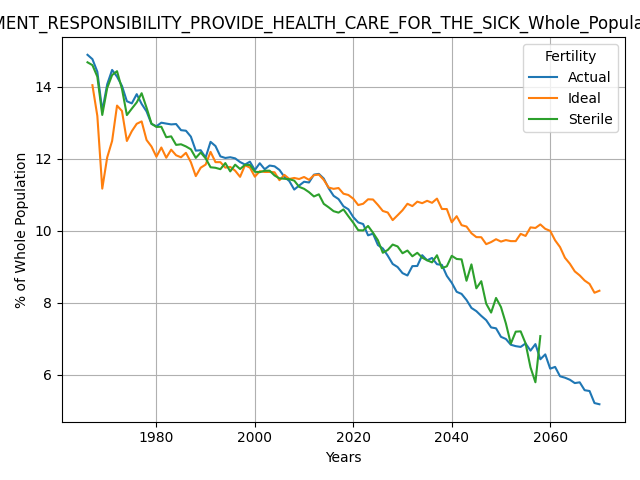 MENT_RESPONSIBILITY_PROVIDE_HEALTH_CARE_FOR_THE_SICK_Whole_Popula
Fertility
Actual
Ideal
Sterile
% of Whole Population
14
12
10
8
6
1980
2000
2020
2040
2060
Years